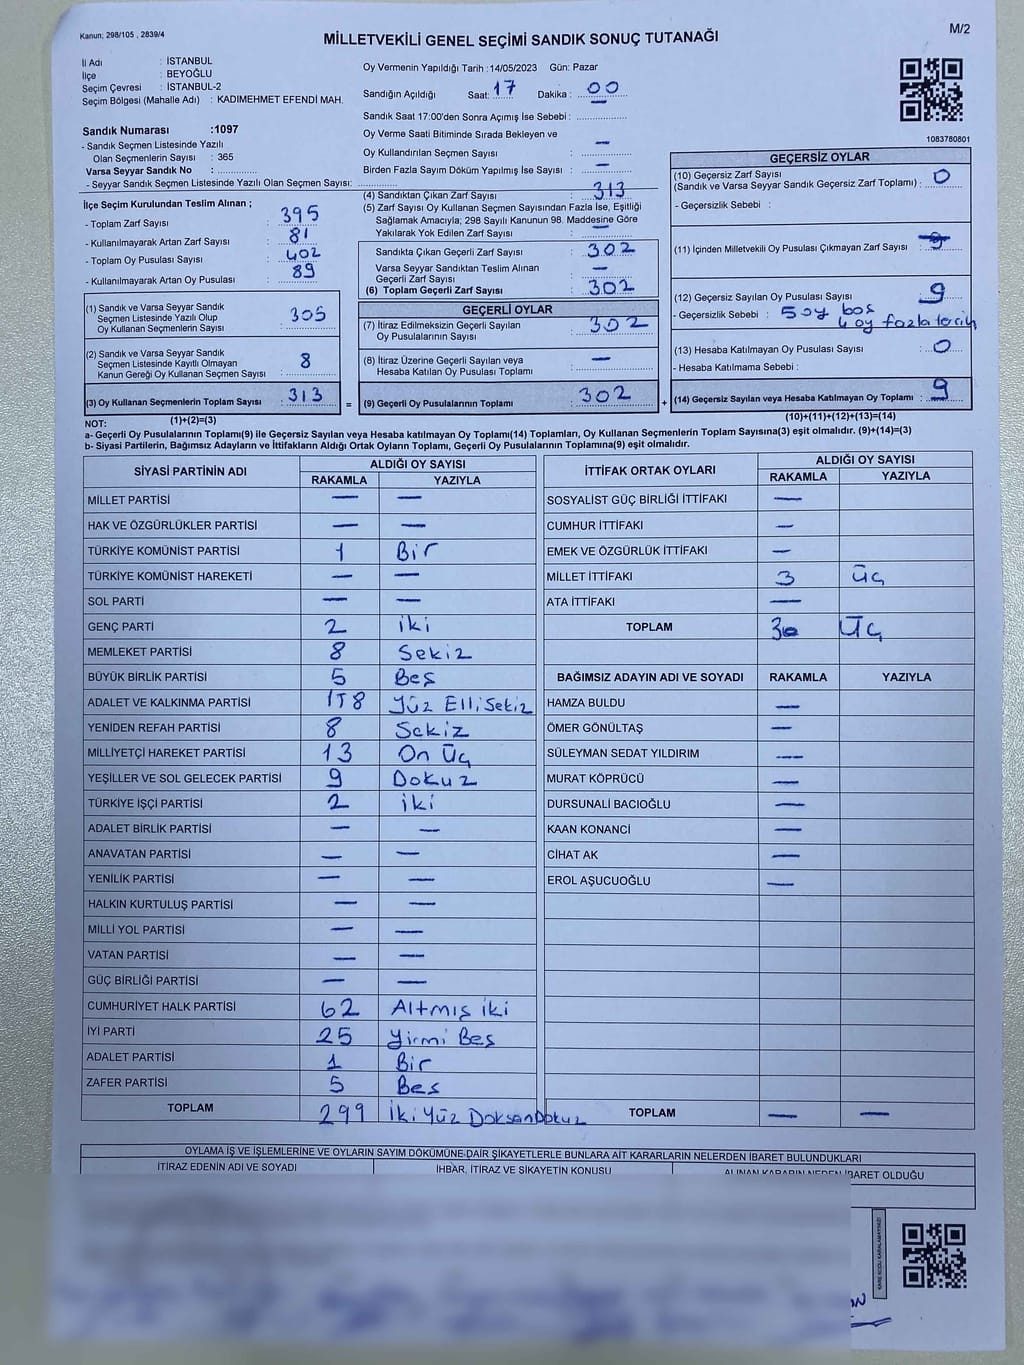 Kanun; 298/105 , 2839/4
M/2
MİLLETVEKİLİ GENEL SEÇİMİ SANDIK SONUÇ TUTANAĞI
İl Adı : İSTANBUL
İlçe : BEYOĞLU
Seçim Çevresi : İSTANBUL-2
Seçim Bölgesi (Mahalle Adı) : KADIMEHMET EFENDİ MAH.
Sandık Numarası :1097
- Sandık Seçmen Listesinde Yazılı
Olan Seçmenlerin Sayısı : 365
Varsa Seyyar Sandık No :
- Seyyar Sandık Seçmen Listesinde Yazılı Olan Seçmen Sayısı:
İlçe Seçim Kurulundan Teslim Alınan ;
- Toplam Zarf Sayısı : 395
- Kullanılmayarak Artan Zarf Sayısı : 81
- Toplam Oy Pusulası Sayısı : 402
- Kullanılmayarak Artan Oy Pusulası : 89
(1) Sandık ve Varsa Seyyar Sandık
Seçmen Listesinde Yazılı Olup
Oy Kullanan Seçmenlerin Sayısı : 305
(2) Sandık ve Varsa Seyyar Sandık
Seçmen Listesinde Kayıtlı Olmayan
Kanun Gereği Oy Kullanan Seçmen Sayısı : 8
(3) Oy Kullanan Seçmenlerin Toplam Sayısı : 313
(1)+(2)=(3)
Oy Vermenin Yapıldığı Tarih :14/05/2023 Gün: Pazar
Sandığın Açıldığı Saat: 17 Dakika : 00
Sandık Saat 17:00'den Sonra Açımış İse Sebebi :
Oy Verme Saati Bitiminde Sırada Bekleyen ve
Oy Kullandırılan Seçmen Sayısı : —
Birden Fazla Sayım Döküm Yapılmış İse Sayısı : —
(4) Sandıktan Çıkan Zarf Sayısı : 313
(5) Zarf Sayısı Oy Kullanan Seçmen Sayısından Fazla İse, Eşitliği
Sağlamak Amacıyla; 298 Sayılı Kanunun 98. Maddesine Göre
Yakılarak Yok Edilen Zarf Sayısı : —
Sandıkta Çıkan Geçerli Zarf Sayısı : 302
Varsa Seyyar Sandıktan Teslim Alınan
Geçerli Zarf Sayısı : —
(6) Toplam Geçerli Zarf Sayısı : 302
GEÇERLİ OYLAR
(7) İtiraz Edilmeksizin Geçerli Sayılan
Oy Pusulalarının Sayısı : 302
(8) İtiraz Üzerine Geçerli Sayılan veya
Hesaba Katılan Oy Pusulası Toplamı : —
= (9) Geçerli Oy Pusulalarının Toplamı : 302 +
1083780801
GEÇERSİZ OYLAR
(10) Geçersiz Zarf Sayısı
(Sandık ve Varsa Seyyar Sandık Geçersiz Zarf Toplamı) : 0
- Geçersizlik Sebebi :
(11) İçinden Milletvekili Oy Pusulası Çıkmayan Zarf Sayısı :
(12) Geçersiz Sayılan Oy Pusulası Sayısı : 9
- Geçersizlik Sebebi : 5 oy boş
4 oy fazla tercih
(13) Hesaba Katılmayan Oy Pusulası Sayısı : 0
- Hesaba Katılmama Sebebi :
(14) Geçersiz Sayılan veya Hesaba Katılmayan Oy Toplamı : 9
(10)+(11)+(12)+(13)=(14)
NOT:
a- Geçerli Oy Pusulalarının Toplamı(9) ile Geçersiz Sayılan veya Hesaba katılmayan Oy Toplamı(14) Toplamları, Oy Kullanan Seçmenlerin Toplam Sayısına(3) eşit olmalıdır. (9)+(14)=(3)
b- Siyasi Partilerin, Bağımsız Adayların ve İttifakların Aldığı Ortak Oyların Toplamı, Geçerli Oy Pusulalarının Toplamına(9) eşit olmalıdır.
SİYASİ PARTİNİN ADI ALDIĞI OY SAYISI
RAKAMLA YAZIYLA
MİLLET PARTİSİ — —
HAK VE ÖZGÜRLÜKLER PARTİSİ — —
TÜRKİYE KOMÜNİST PARTİSİ 1 Bir
TÜRKİYE KOMÜNİST HAREKETİ — —
SOL PARTİ — —
GENÇ PARTİ 2 iki
MEMLEKET PARTİSİ 8 Sekiz
BÜYÜK BİRLİK PARTİSİ 5 Beş
ADALET VE KALKINMA PARTİSİ 158 Yüz Elli Sekiz
YENİDEN REFAH PARTİSİ 8 Sekiz
MİLLİYETÇİ HAREKET PARTİSİ 13 On Üç
YEŞİLLER VE SOL GELECEK PARTİSİ 9 Dokuz
TÜRKİYE İŞÇİ PARTİSİ 2 iki
ADALET BİRLİK PARTİSİ — —
ANAVATAN PARTİSİ — —
YENİLİK PARTİSİ — —
HALKIN KURTULUŞ PARTİSİ — —
MİLLİ YOL PARTİSİ — —
VATAN PARTİSİ — —
GÜÇ BİRLİĞİ PARTİSİ — —
CUMHURİYET HALK PARTİSİ 62 Altmış iki
İYİ PARTİ 25 Yirmi Beş
ADALET PARTİSİ 1 Bir
ZAFER PARTİSİ 5 Beş
TOPLAM 299 İki Yüz Doksan Dokuz
İTTİFAK ORTAK OYLARI ALDIĞI OY SAYISI
RAKAMLA YAZIYLA
SOSYALİST GÜÇ BİRLİĞİ İTTİFAKI —
CUMHUR İTTİFAKI —
EMEK VE ÖZGÜRLÜK İTTİFAKI —
MİLLET İTTİFAKI 3 Üç
ATA İTTİFAKI —
TOPLAM 3 Üç
BAĞIMSIZ ADAYIN ADI VE SOYADI RAKAMLA YAZIYLA
HAMZA BULDU —
ÖMER GÖNÜLTAŞ —
SÜLEYMAN SEDAT YILDIRIM —
MURAT KÖPRÜCÜ —
DURSUNALİ BACIOĞLU —
KAAN KONANCİ —
CİHAT AK —
EROL AŞUCUOĞLU —
TOPLAM — —
OYLAMA İŞ VE İŞLEMLERİNE VE OYLARIN SAYIM DÖKÜMÜNE DAİR ŞİKAYETLERLE BUNLARA AİT KARARLARIN NELERDEN İBARET BULUNDUKLARI
İTİRAZ EDENİN ADI VE SOYADI İHBAR, İTİRAZ VE ŞİKAYETİN KONUSU ALINAN KARARIN NEDEN İBARET OLDUĞU